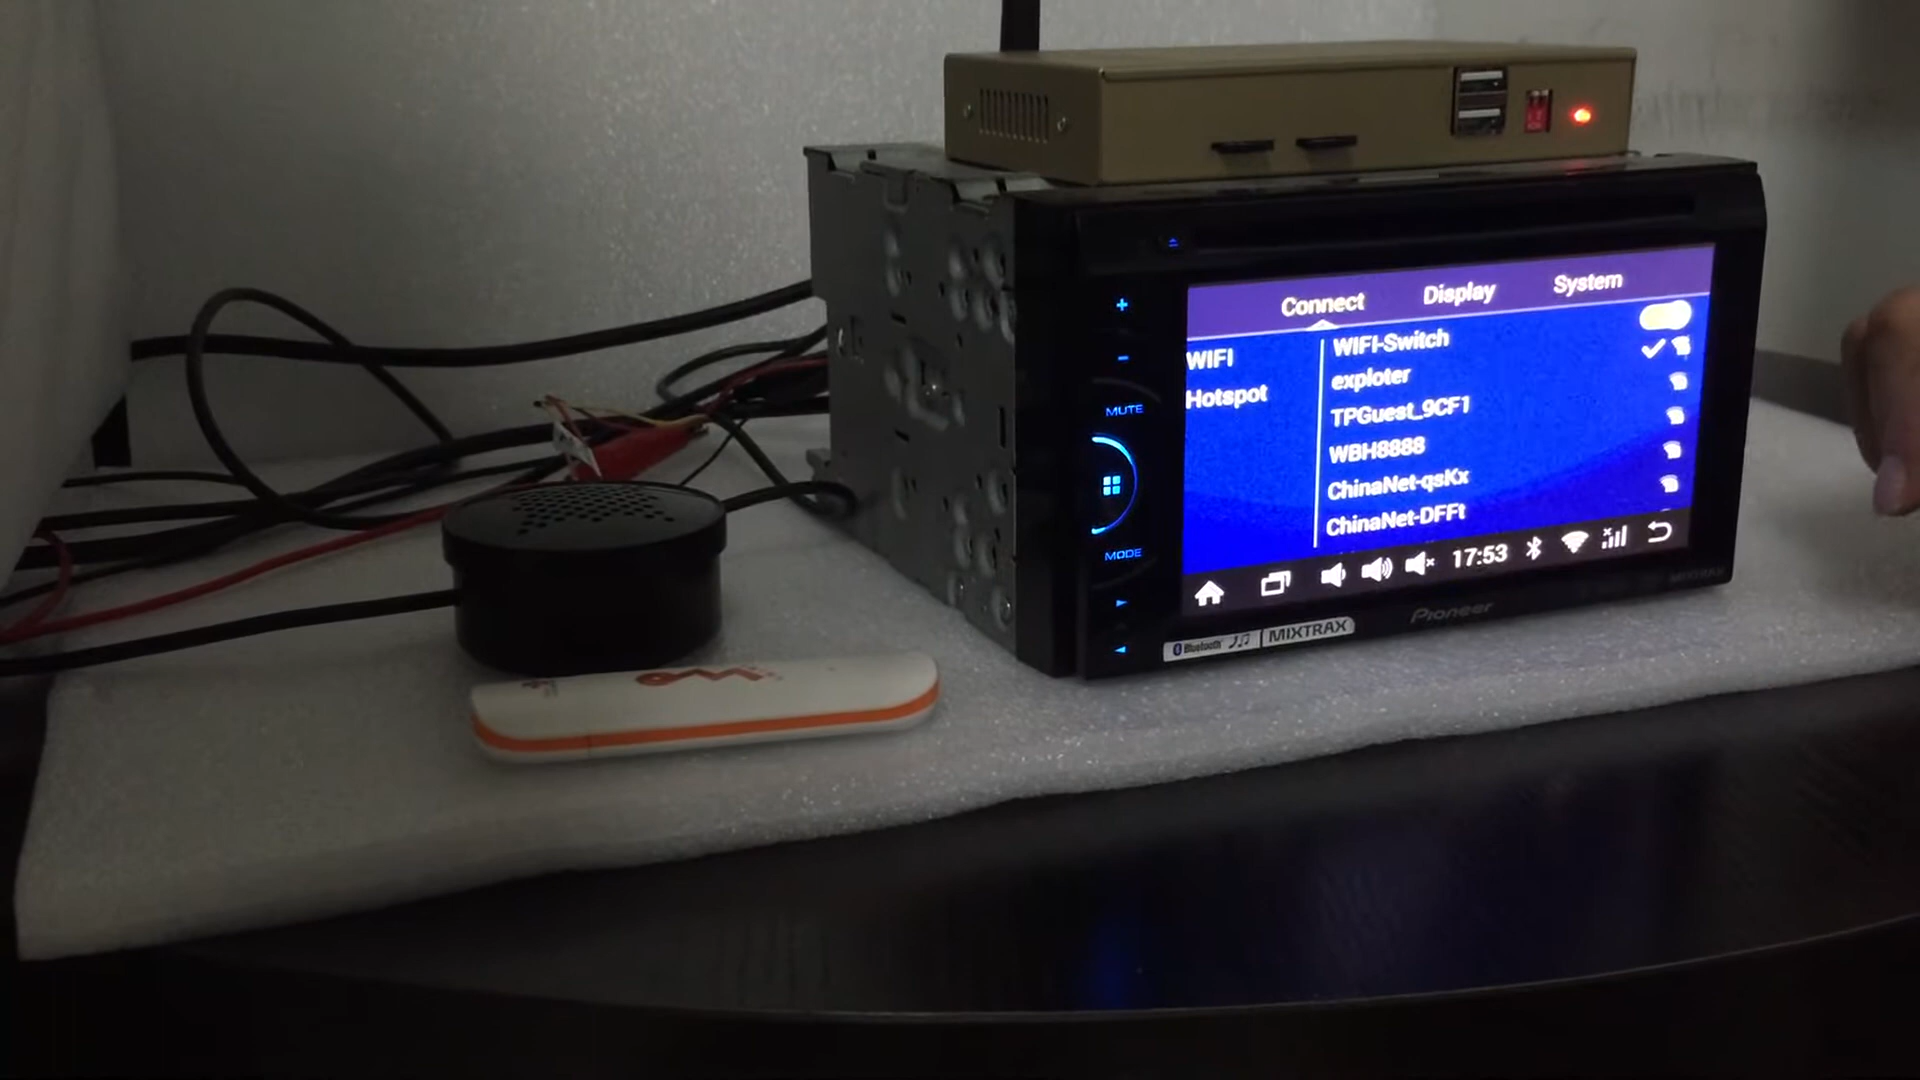 Connect Display System
WIFI
Hotspot
WIFI-Switch
exploter
TPGuest_9CF1
WBH8888
ChinaNet-qsKx
ChinaNet-DFFt
17:53
+
-
MUTE
MODE
Bluetooth
MIXTRAX
Pioneer